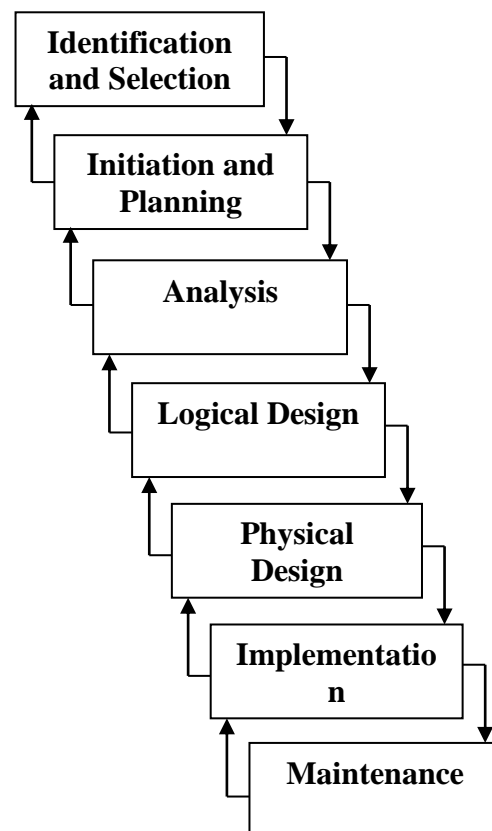 Identification
and Selection
Initiation and
Planning
Analysis
Logical Design
Physical
Design
Implementatio
n
Maintenance